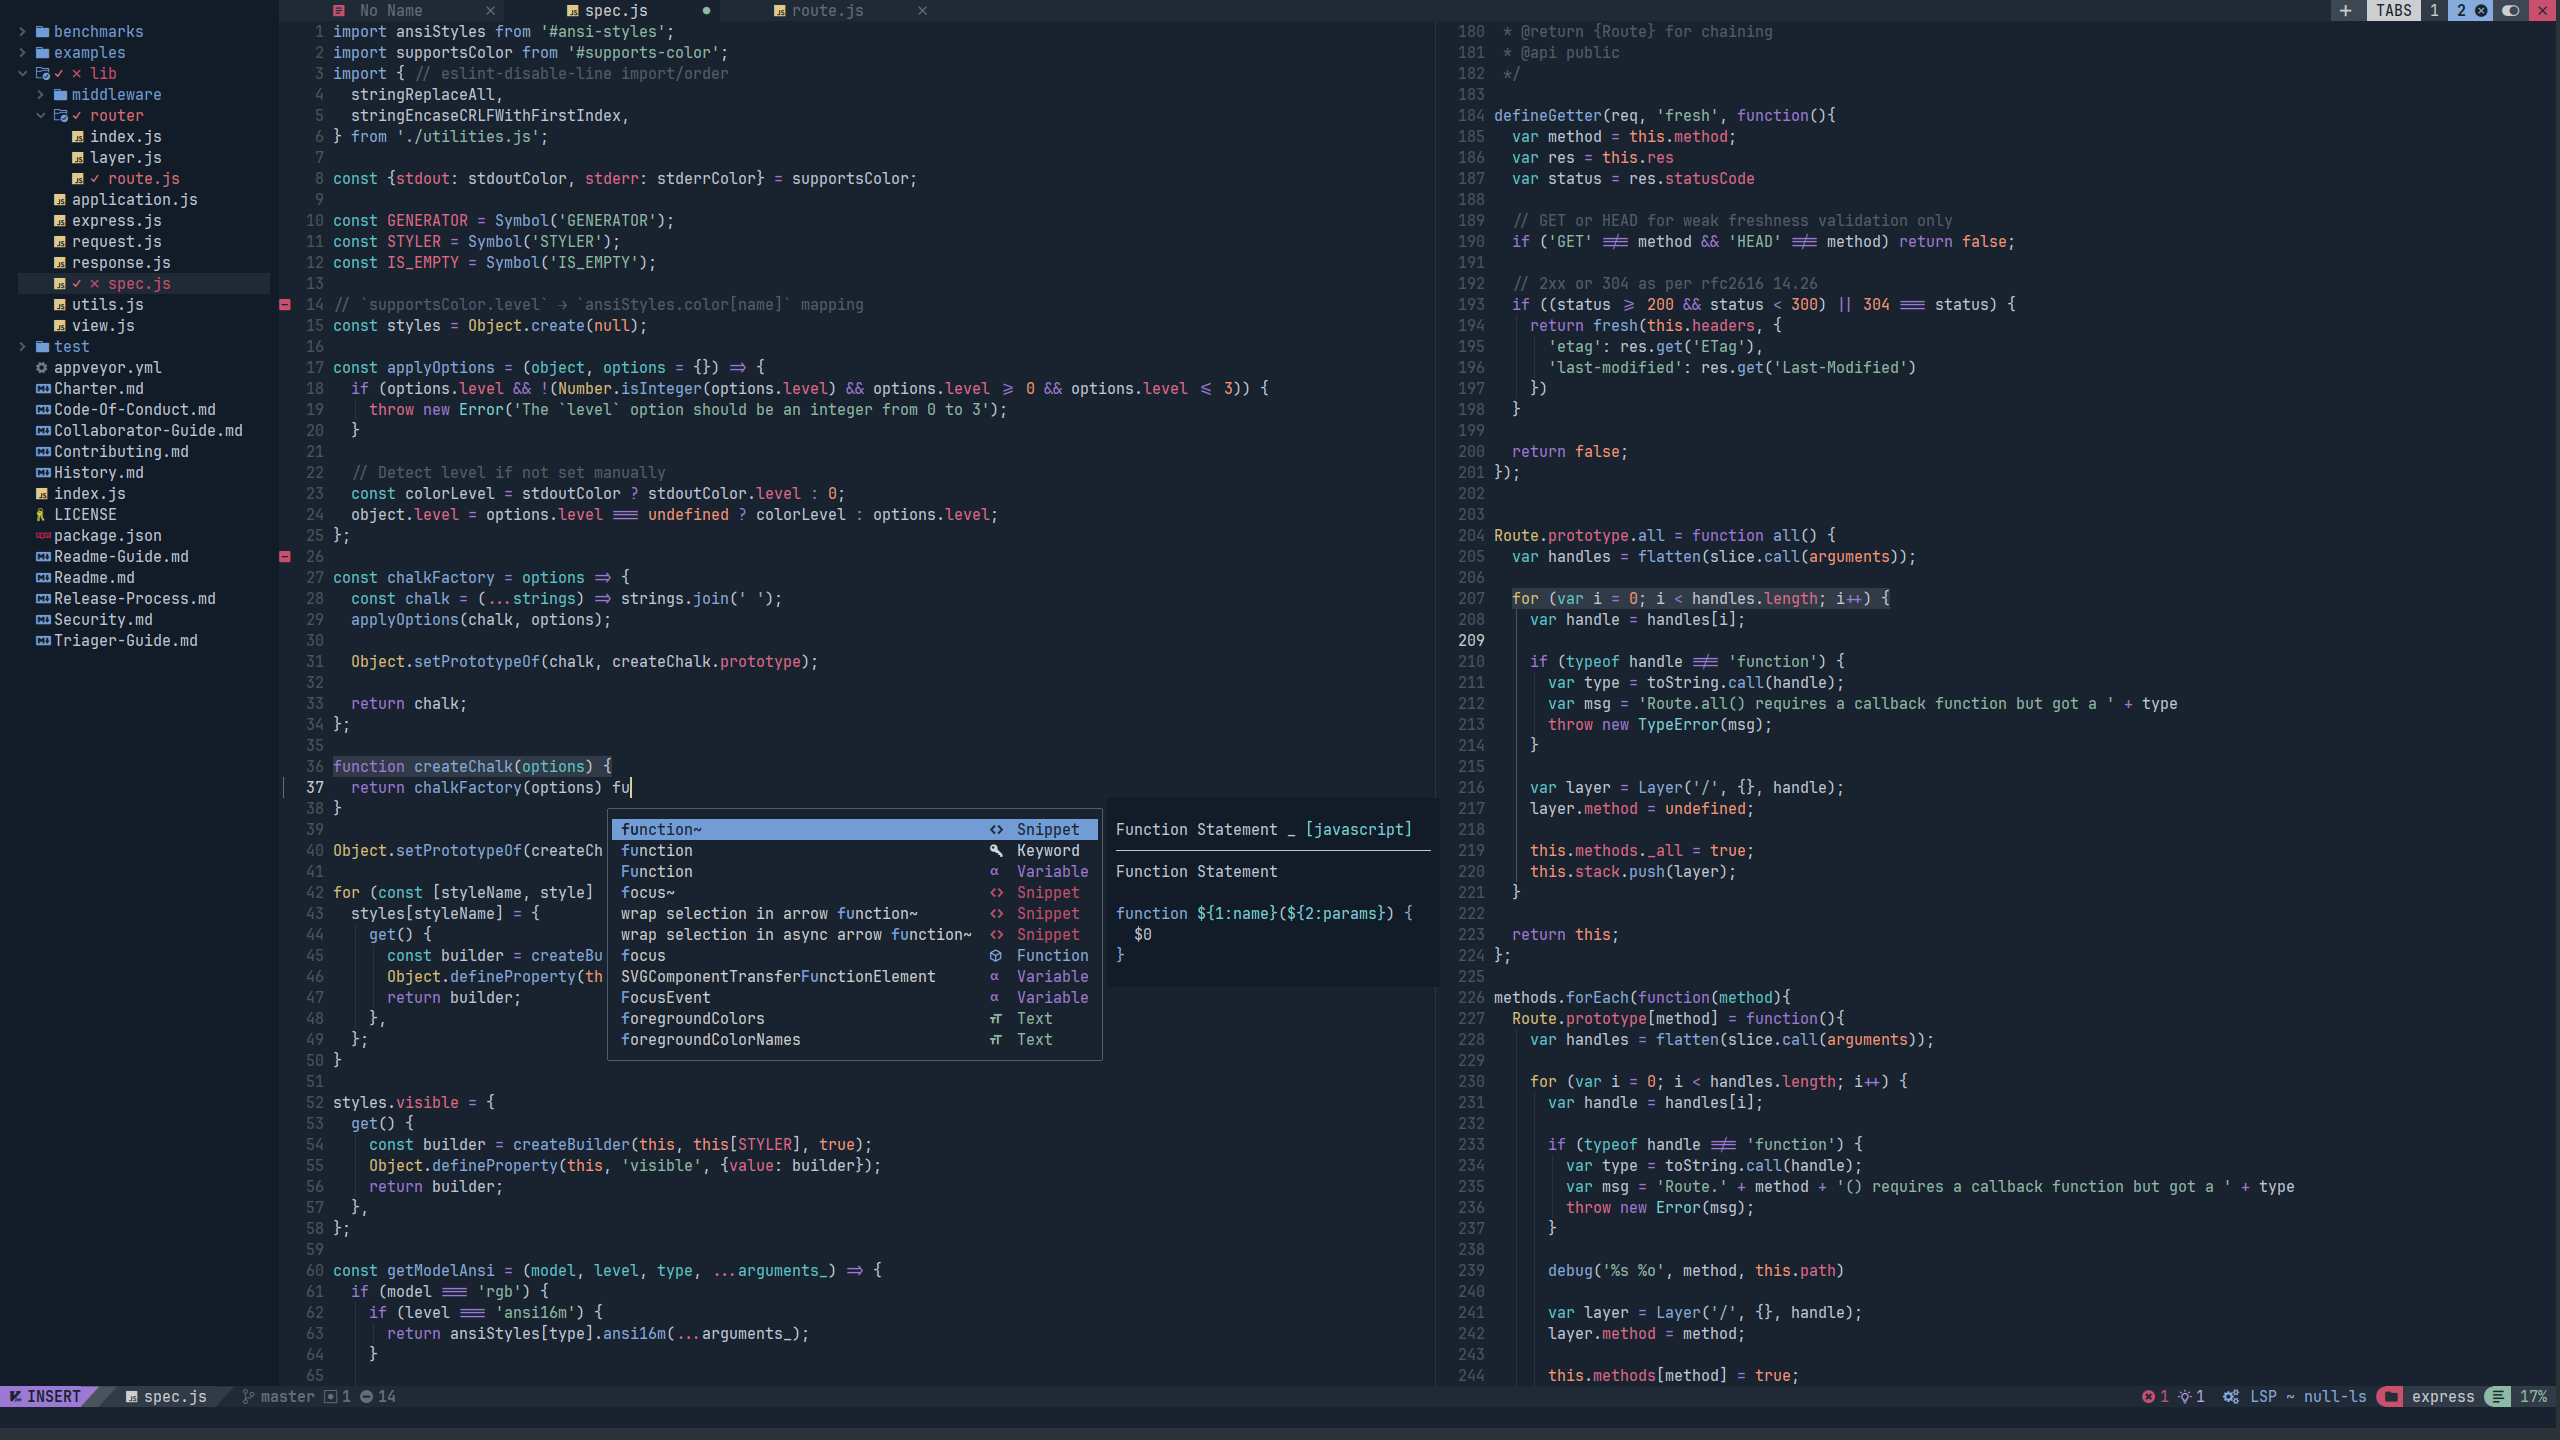 No Name
spec.js
route.js
TABS 1 2
benchmarks
examples
lib
middleware
router
index.js
layer.js
route.js
application.js
express.js
request.js
response.js
spec.js
utils.js
view.js
test
appveyor.yml
Charter.md
Code-Of-Conduct.md
Collaborator-Guide.md
Contributing.md
History.md
index.js
LICENSE
package.json
Readme-Guide.md
Readme.md
Release-Process.md
Security.md
Triager-Guide.md
1 import ansiStyles from '#ansi-styles';
2 import supportsColor from '#supports-color';
3 import { // eslint-disable-line import/order
4   stringReplaceAll,
5   stringEncaseCRLFWithFirstIndex,
6 } from './utilities.js';
7
8 const {stdout: stdoutColor, stderr: stderrColor} = supportsColor;
9
10 const GENERATOR = Symbol('GENERATOR');
11 const STYLER = Symbol('STYLER');
12 const IS_EMPTY = Symbol('IS_EMPTY');
13
14 // `supportsColor.level` → `ansiStyles.color[name]` mapping
15 const styles = Object.create(null);
16
17 const applyOptions = (object, options = {}) => {
18   if (options.level && !(Number.isInteger(options.level) && options.level >= 0 && options.level <= 3)) {
19     throw new Error('The `level` option should be an integer from 0 to 3');
20   }
21
22   // Detect level if not set manually
23   const colorLevel = stdoutColor ? stdoutColor.level : 0;
24   object.level = options.level === undefined ? colorLevel : options.level;
25 };
26
27 const chalkFactory = options => {
28   const chalk = (...strings) => strings.join(' ');
29   applyOptions(chalk, options);
30
31   Object.setPrototypeOf(chalk, createChalk.prototype);
32
33   return chalk;
34 };
35
36 function createChalk(options) {
37   return chalkFactory(options) fu
38 }
39
40 Object.setPrototypeOf(createCh
41
42 for (const [styleName, style]
43   styles[styleName] = {
44     get() {
45       const builder = createBu
46       Object.defineProperty(th
47       return builder;
48     },
49   };
50 }
51
52 styles.visible = {
53   get() {
54     const builder = createBuilder(this, this[STYLER], true);
55     Object.defineProperty(this, 'visible', {value: builder});
56     return builder;
57   },
58 };
59
60 const getModelAnsi = (model, level, type, ...arguments_) => {
61   if (model === 'rgb') {
62     if (level === 'ansi16m') {
63       return ansiStyles[type].ansi16m(...arguments_);
64     }
65
function~ Snippet
function Keyword
Function Variable
focus~ Snippet
wrap selection in arrow function~ Snippet
wrap selection in async arrow function~ Snippet
focus Function
SVGComponentTransferFunctionElement Variable
FocusEvent Variable
foregroundColors Text
foregroundColorNames Text
Function Statement _ [javascript]
Function Statement
function ${1:name}(${2:params}) {
  $0
}
180  * @return {Route} for chaining
181  * @api public
182  */
183
184 defineGetter(req, 'fresh', function(){
185   var method = this.method;
186   var res = this.res
187   var status = res.statusCode
188
189   // GET or HEAD for weak freshness validation only
190   if ('GET' !== method && 'HEAD' !== method) return false;
191
192   // 2xx or 304 as per rfc2616 14.26
193   if ((status >= 200 && status < 300) || 304 === status) {
194     return fresh(this.headers, {
195       'etag': res.get('ETag'),
196       'last-modified': res.get('Last-Modified')
197     })
198   }
199
200   return false;
201 });
202
203
204 Route.prototype.all = function all() {
205   var handles = flatten(slice.call(arguments));
206
207   for (var i = 0; i < handles.length; i++) {
208     var handle = handles[i];
209
210     if (typeof handle !== 'function') {
211       var type = toString.call(handle);
212       var msg = 'Route.all() requires a callback function but got a ' + type
213       throw new TypeError(msg);
214     }
215
216     var layer = Layer('/', {}, handle);
217     layer.method = undefined;
218
219     this.methods._all = true;
220     this.stack.push(layer);
221   }
222
223   return this;
224 };
225
226 methods.forEach(function(method){
227   Route.prototype[method] = function(){
228     var handles = flatten(slice.call(arguments));
229
230     for (var i = 0; i < handles.length; i++) {
231       var handle = handles[i];
232
233       if (typeof handle !== 'function') {
234         var type = toString.call(handle);
235         var msg = 'Route.' + method + '() requires a callback function but got a ' + type
236         throw new Error(msg);
237       }
238
239       debug('%s %o', method, this.path)
240
241       var layer = Layer('/', {}, handle);
242       layer.method = method;
243
244       this.methods[method] = true;
INSERT spec.js master 1 14
1 1 LSP ~ null-ls express 17%